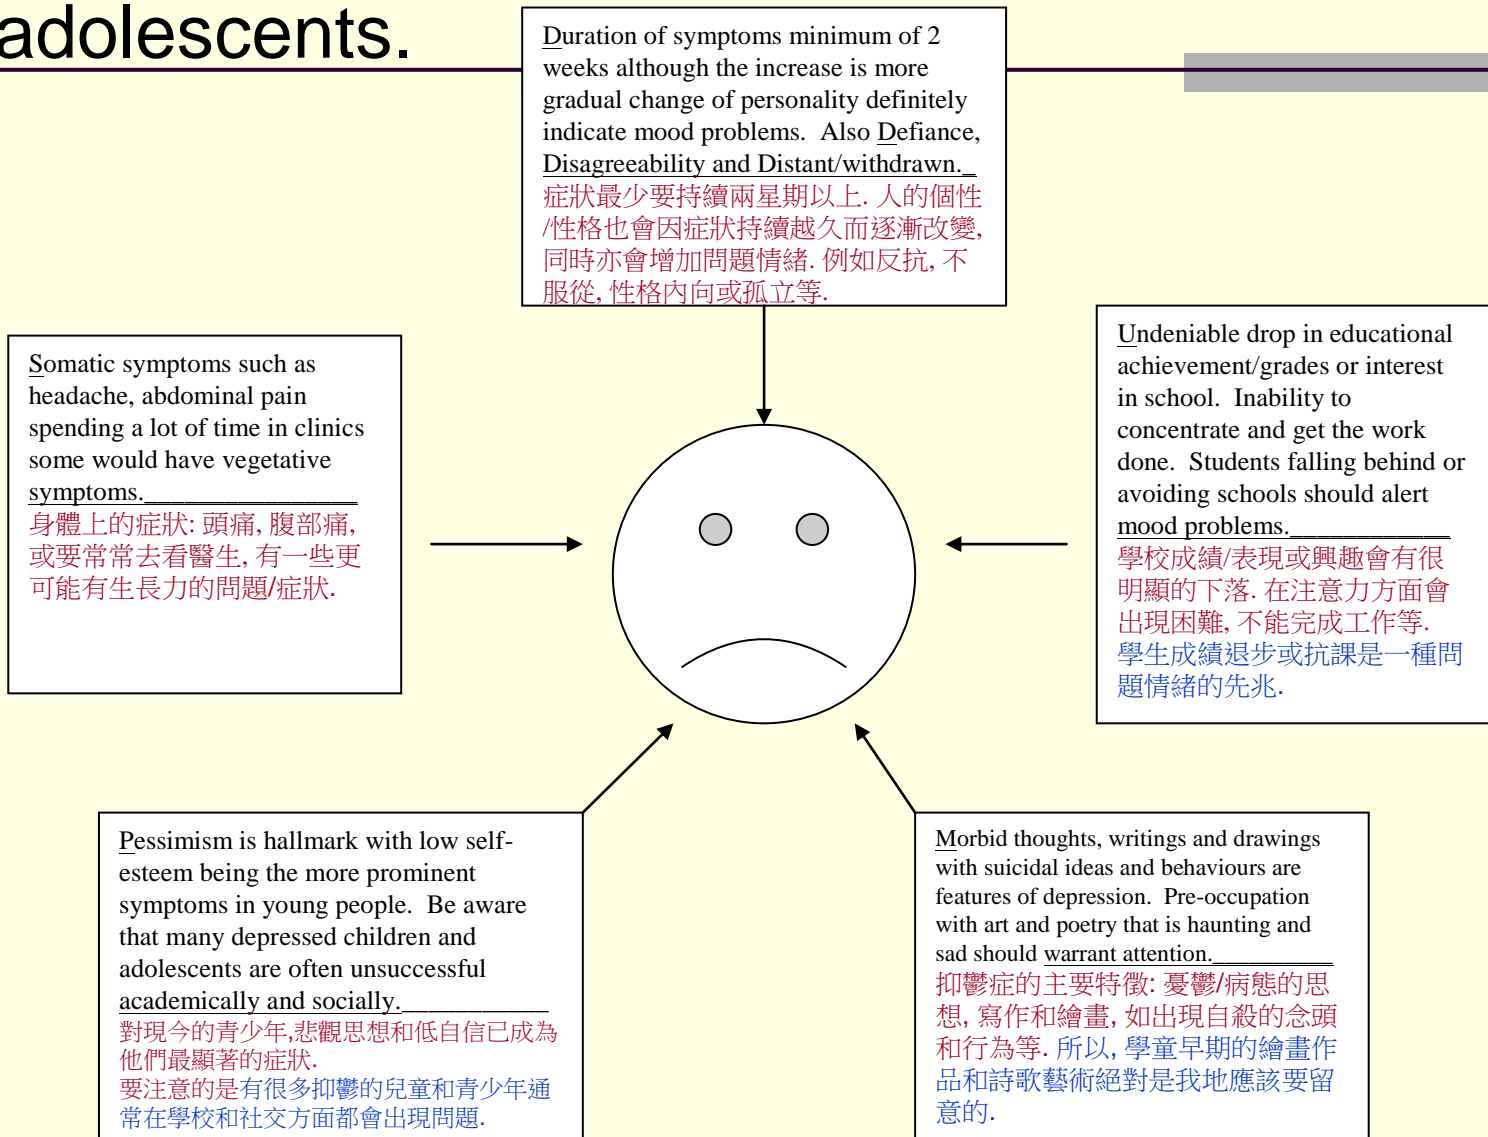 adolescents.
Duration of symptoms minimum of 2
weeks although the increase is more
gradual change of personality definitely
indicate mood problems.  Also Defiance,
Disagreeability and Distant/withdrawn._
症狀最少要持續兩星期以上. 人的個性
/性格也會因症狀持續越久而逐漸改變,
同時亦會增加問題情緒. 例如反抗, 不
服從, 性格內向或孤立等.
Somatic symptoms such as
headache, abdominal pain
spending a lot of time in clinics
some would have vegetative
symptoms.________________
身體上的症狀: 頭痛, 腹部痛,
或要常常去看醫生, 有一些更
可能有生長力的問題/症狀.
Undeniable drop in educational
achievement/grades or interest
in school.  Inability to
concentrate and get the work
done.  Students falling behind or
avoiding schools should alert
mood problems.____________
學校成績/表現或興趣會有很
明顯的下落. 在注意力方面會
出現困難, 不能完成工作等.
學生成績退步或抗課是一種問
題情緒的先兆.
Pessimism is hallmark with low self-
esteem being the more prominent
symptoms in young people.  Be aware
that many depressed children and
adolescents are often unsuccessful
academically and socially.___________
對現今的青少年,悲觀思想和低自信已成為
他們最顯著的症狀.
要注意的是有很多抑鬱的兒童和青少年通
常在學校和社交方面都會出現問題.
Morbid thoughts, writings and drawings
with suicidal ideas and behaviours are
features of depression.  Pre-occupation
with art and poetry that is haunting and
sad should warrant attention.__________
抑鬱症的主要特徵: 憂鬱/病態的思
想, 寫作和繪畫, 如出現自殺的念頭
和行為等. 所以, 學童早期的繪畫作
品和詩歌藝術絕對是我地應該要留
意的.